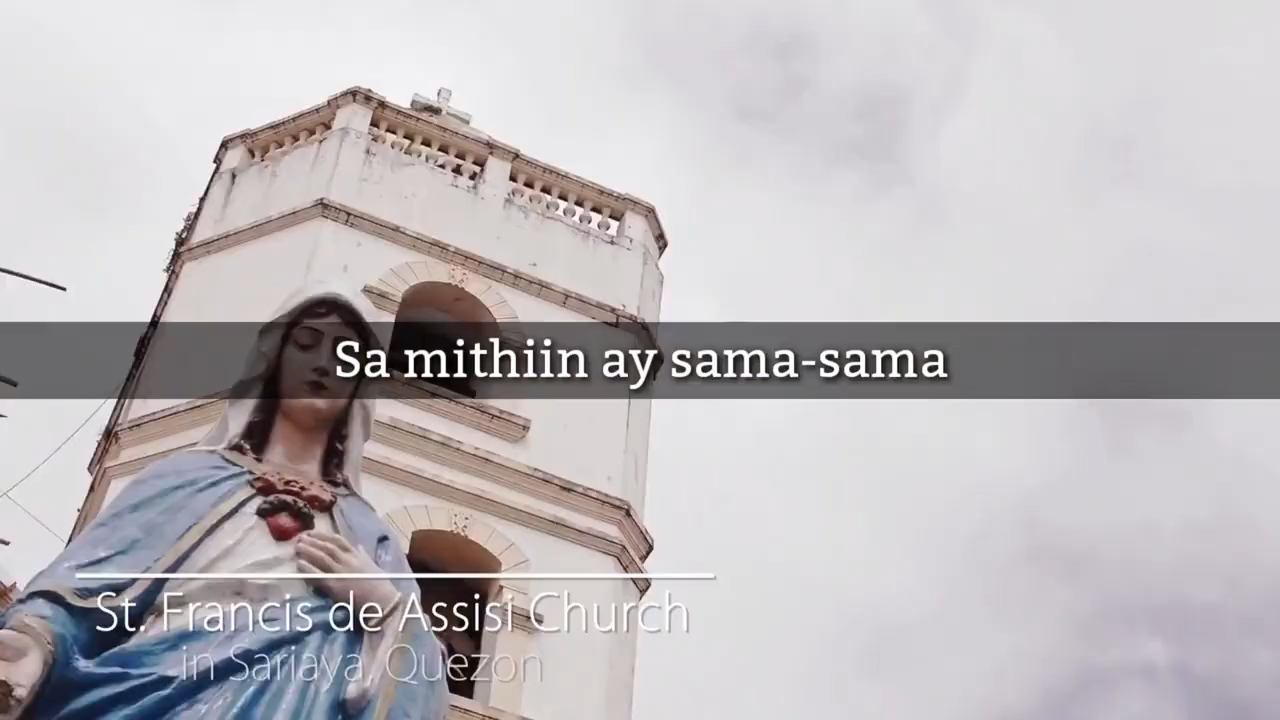 Sa mithiin ay sama-sama
St. Francis de Assisi Church
in Sariaya, Quezon